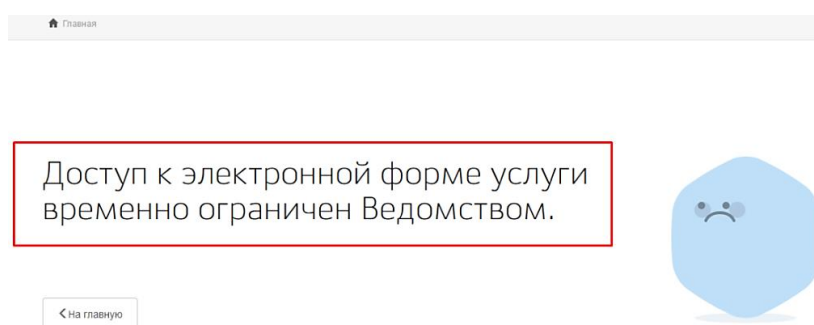 Главная
Доступ к электронной форме услуги
временно ограничен Ведомством.
На главную